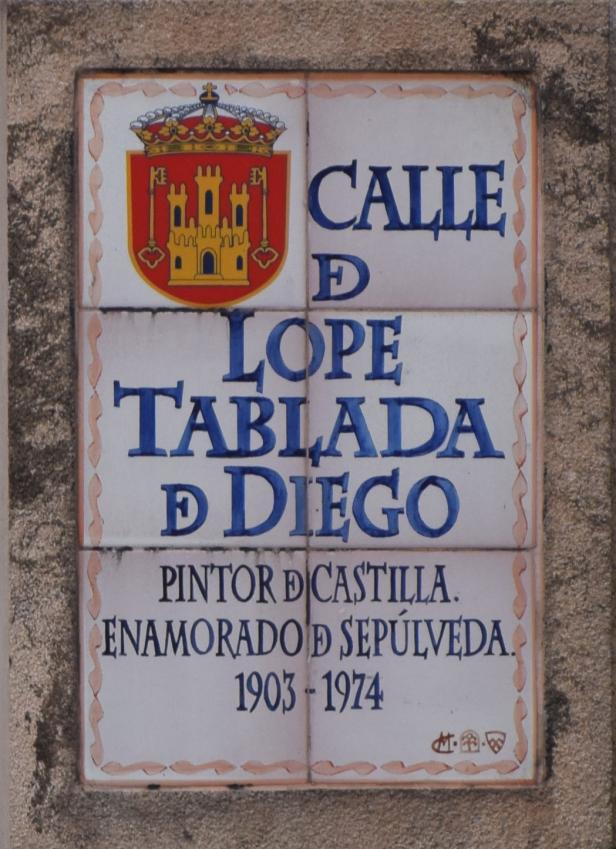 CALLE
DE
LOPE
TABLADA
DE DIEGO
PINTOR DE CASTILLA.
ENAMORADO DE SEPÚLVEDA.
1903-1974